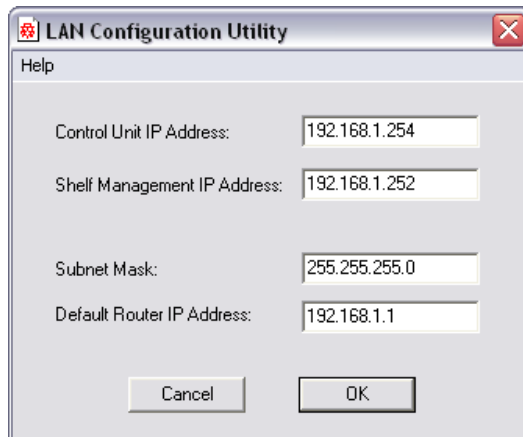 LAN Configuration Utility
Help
Control Unit IP Address: 192.168.1.254
Shelf Management IP Address: 192.168.1.252
Subnet Mask: 255.255.255.0
Default Router IP Address: 192.168.1.1
Cancel OK